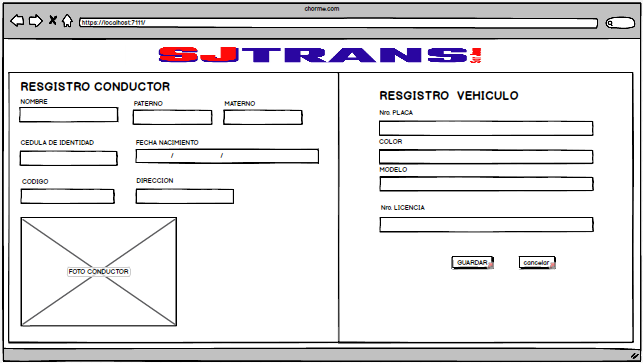 chorme.com
https://localhost:7111/
SJTRANS!
RESGISTRO CONDUCTOR
NOMBRE
PATERNO
MATERNO
CEDULA DE IDENTIDAD
FECHA NACIMIENTO
/ /
CODIGO
DIRECCION
FOTO CONDUCTOR
RESGISTRO VEHICULO
Nro. PLACA
COLOR
MODELO
Nro. LICENCIA
GUARDAR
cancelar